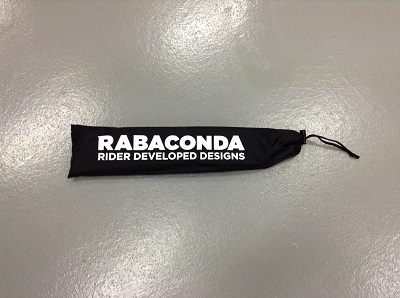 RABACONDA
RIDER DEVELOPED DESIGNS